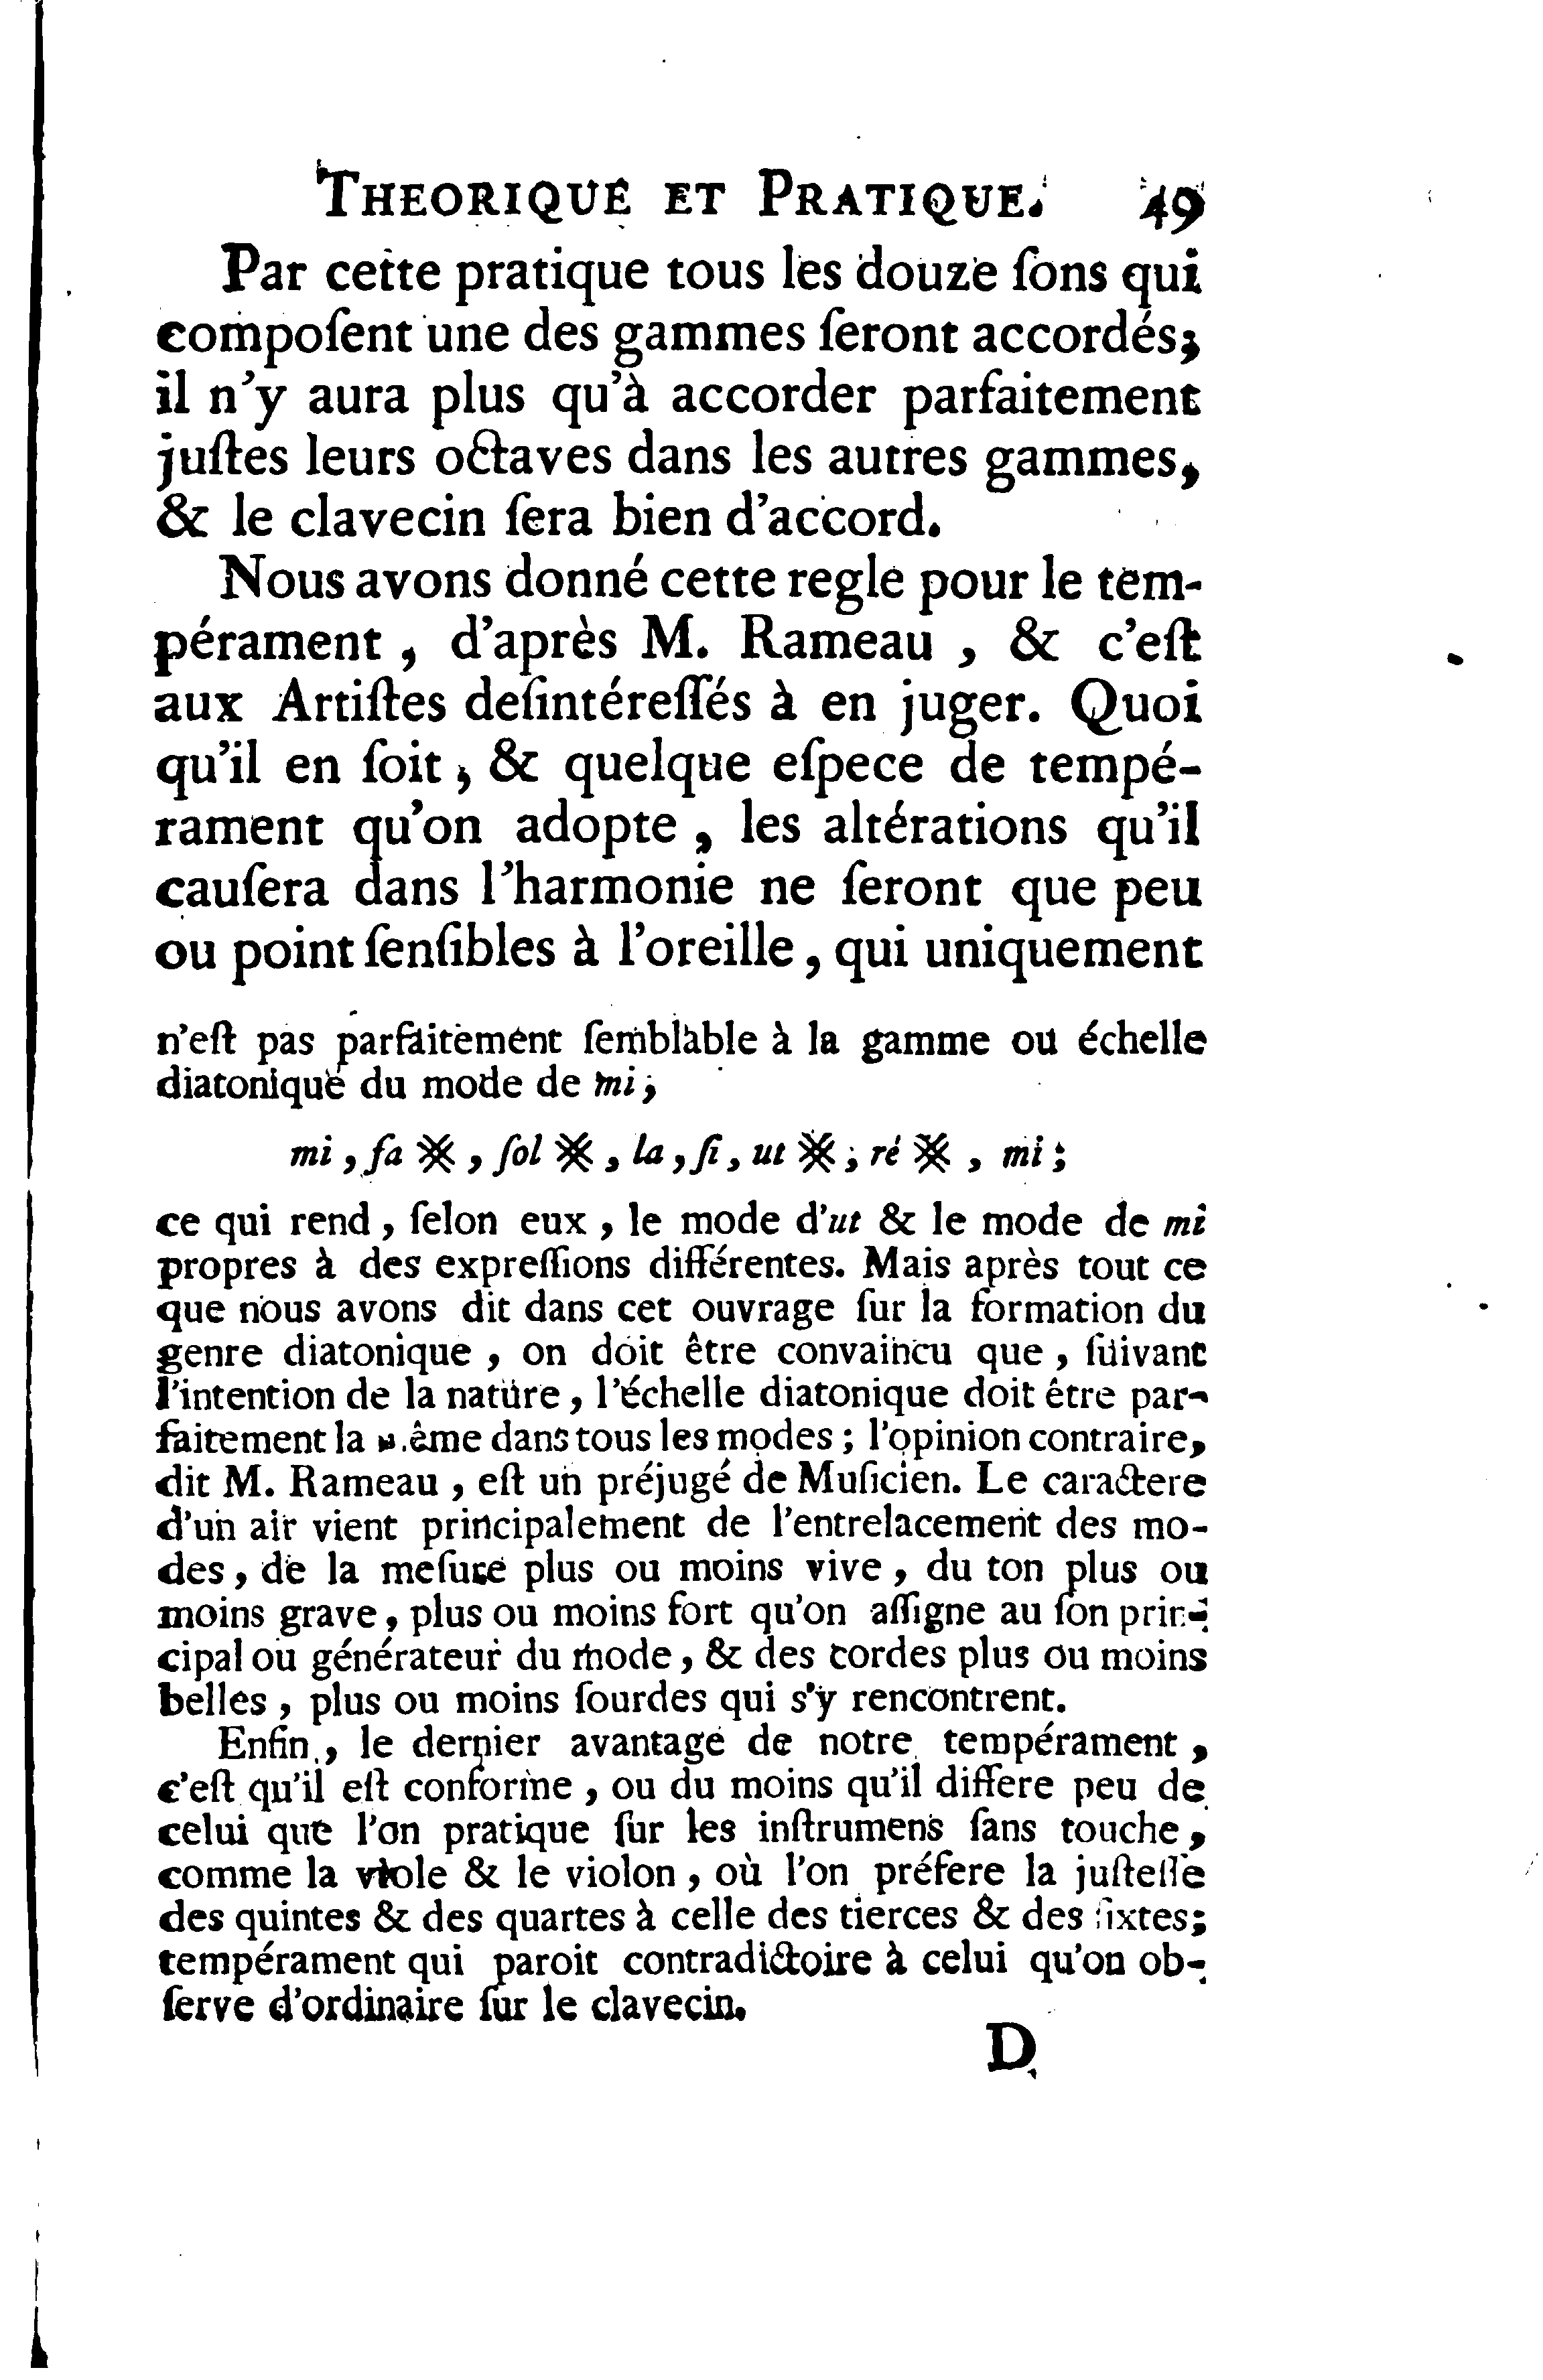 THEORIQUE ET PRATIQUE. 49
Par cette pratique tous les douze ſons qui
compoſent une des gammes ſeront accordés;
il n'y aura plus qu'à accorder parfaitement
juſtes leurs octaves dans les autres gammes,
& le clavecin ſera bien d'accord.
Nous avons donné cette regle pour le tem-
pérament, d'après M. Rameau, & c'eſt
aux Artiſtes deſintéreſſés à en juger. Quoi
qu'il en ſoit, & quelque eſpece de tempé-
rament qu'on adopte, les altérations qu'il
cauſera dans l'harmonie ne ſeront que peu
ou point ſenſibles à l'oreille, qui uniquement
n'eſt pas parfaitement ſemblable à la gamme ou échelle
diatonique du mode de mi,
mi, fa ※, ſol ※, la, ſi, ut ※, ré ※, mi;
ce qui rend, ſelon eux, le mode d'ut & le mode de mi
propres à des expreſſions différentes. Mais après tout ce
que nous avons dit dans cet ouvrage ſur la formation du
genre diatonique, on doit être convaincu que, ſuivant
l'intention de la nature, l'échelle diatonique doit être par-
faitement la même dans tous les modes; l'opinion contraire,
dit M. Rameau, eſt un préjugé de Muſicien. Le caractere
d'un air vient principalement de l'entrelacement des mo-
des, de la meſure plus ou moins vive, du ton plus ou
moins grave, plus ou moins fort qu'on aſſigne au ſon prin-
cipal ou générateur du mode, & des cordes plus ou moins
belles, plus ou moins ſourdes qui s'y rencontrent.
Enfin, le dernier avantage de notre tempérament,
c'eſt qu'il eſt conforme, ou du moins qu'il differe peu de
celui que l'on pratique ſur les inſtrumens ſans touche,
comme la viole & le violon, où l'on préfere la juſteſſe
des quintes & des quartes à celle des tierces & des ſixtes;
tempérament qui paroit contradictoire à celui qu'on ob-
ſerve d'ordinaire ſur le clavecin.
D